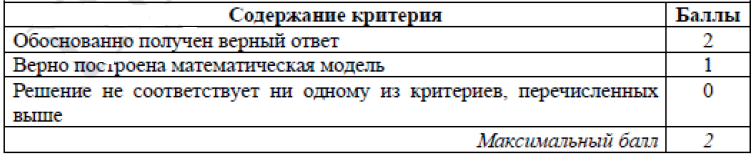 Содержание критерия Баллы
Обоснованно получен верный ответ 2
Верно построена математическая модель 1
Решение не соответствует ни одному из критериев, перечисленных 0
выше
Максимальный балл 2